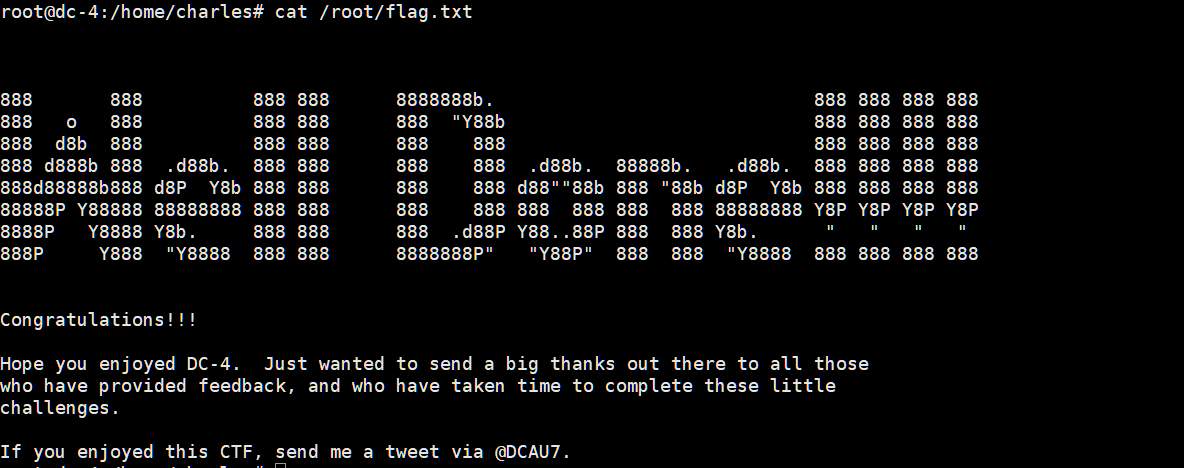 root@dc-4:/home/charles# cat /root/flag.txt
888       888          888 888      8888888b.                             888 888 888 888
888   o   888          888 888      888  "Y88b                            888 888 888 888
888  d8b  888          888 888      888    888                            888 888 888 888
888 d888b 888  .d88b.  888 888      888    888  .d88b.  88888b.   .d88b.  888 888 888 888
888d88888b888 d8P  Y8b 888 888      888    888 d88""88b 888 "88b d8P  Y8b 888 888 888 888
88888P Y88888 88888888 888 888      888    888 888  888 888  888 88888888 Y8P Y8P Y8P Y8P
8888P   Y8888 Y8b.     888 888      888  .d88P Y88..88P 888  888 Y8b.      "   "   "   "
888P     Y888  "Y8888  888 888      8888888P"   "Y88P"  888  888  "Y8888  888 888 888 888
Congratulations!!!
Hope you enjoyed DC-4.  Just wanted to send a big thanks out there to all those
who have provided feedback, and who have taken time to complete these little
challenges.
If you enjoyed this CTF, send me a tweet via @DCAU7.